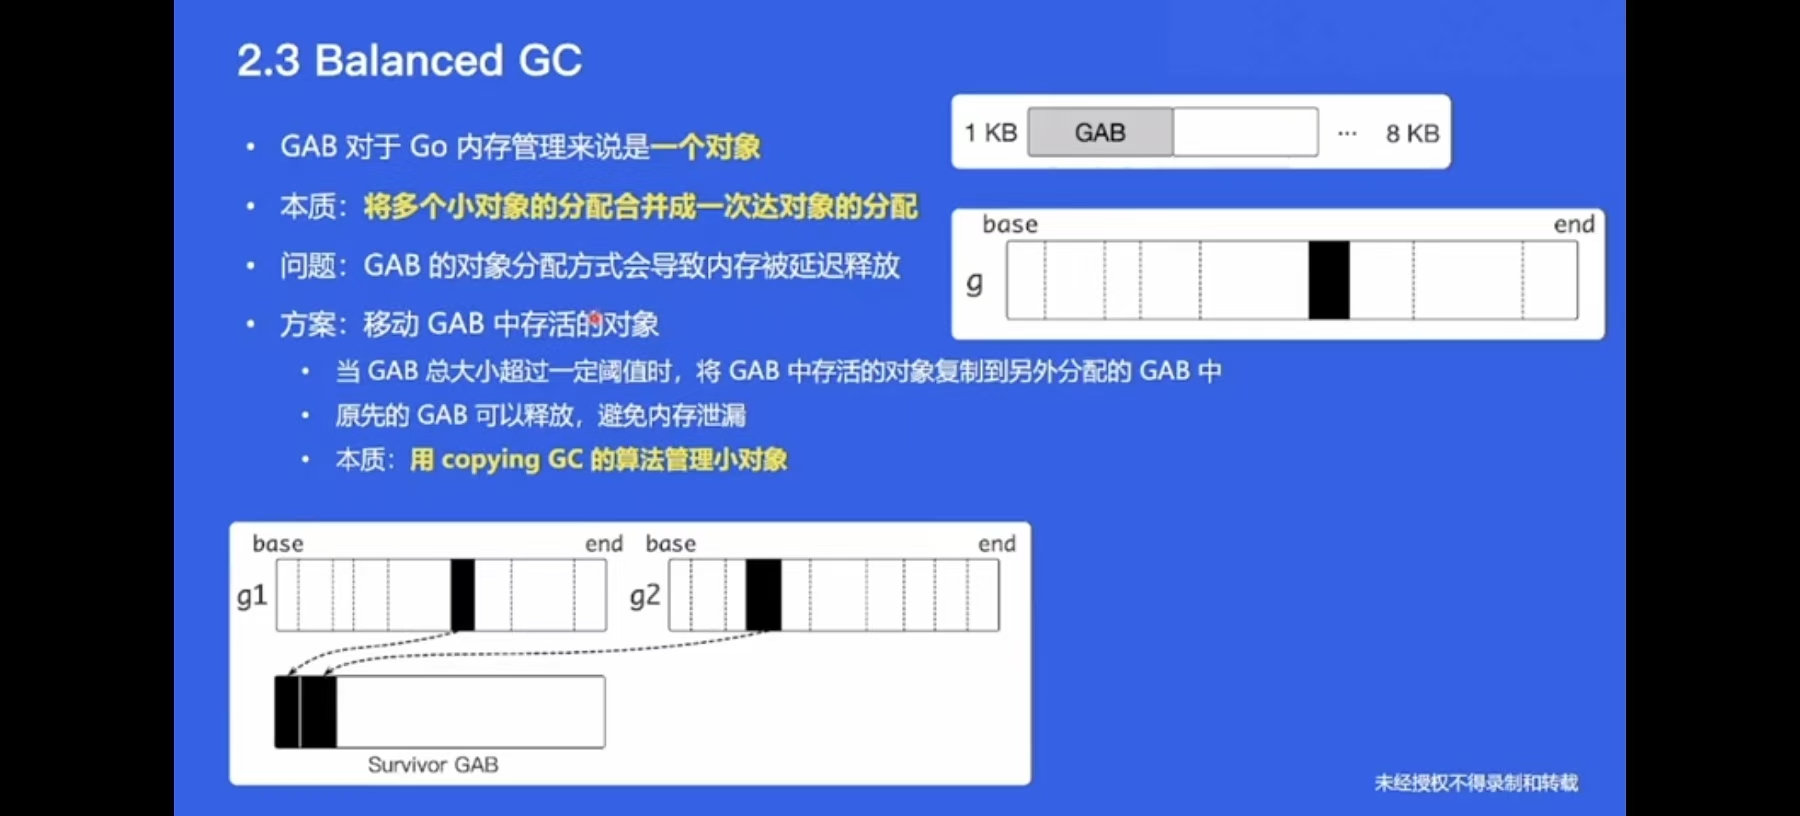 2.3 Balanced GC
• GAB 对于 Go 内存管理来说是一个对象
• 本质：将多个小对象的分配合并成一次达对象的分配
• 问题：GAB 的对象分配方式会导致内存被延迟释放
• 方案：移动 GAB 中存活的对象
• 当 GAB 总大小超过一定阈值时，将 GAB 中存活的对象复制到另外分配的 GAB 中
• 原先的 GAB 可以释放，避免内存泄漏
• 本质：用 copying GC 的算法管理小对象
1 KB GAB ... 8 KB
base end
g
base end base end
g1 g2
Survivor GAB
未经授权不得录制和转载